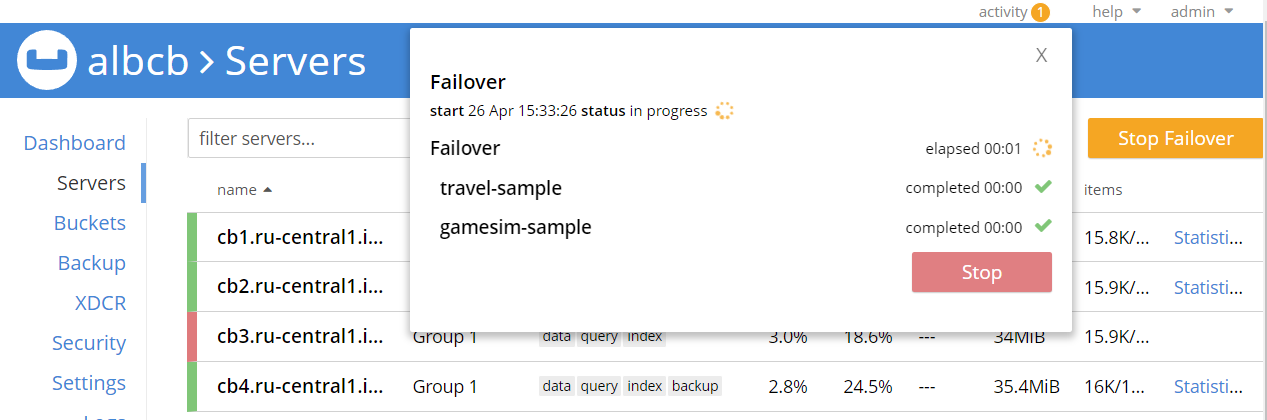 activity 1 help admin
albcb > Servers
X
Failover
start 26 Apr 15:33:26 status in progress
Failover elapsed 00:01
travel-sample completed 00:00
gamesim-sample completed 00:00
Stop
Dashboard
Servers
Buckets
Backup
XDCR
Security
Settings
filter servers...
Stop Failover
name items
cb1.ru-central1.i... 15.8K/... Statisti...
cb2.ru-central1.i... 15.9K/... Statisti...
cb3.ru-central1.i... Group 1 data query index 3.0% 18.6% --- 34MiB 15.9K/...
cb4.ru-central1.i... Group 1 data query index backup 2.8% 24.5% --- 35.4MiB 16K/1... Statisti...